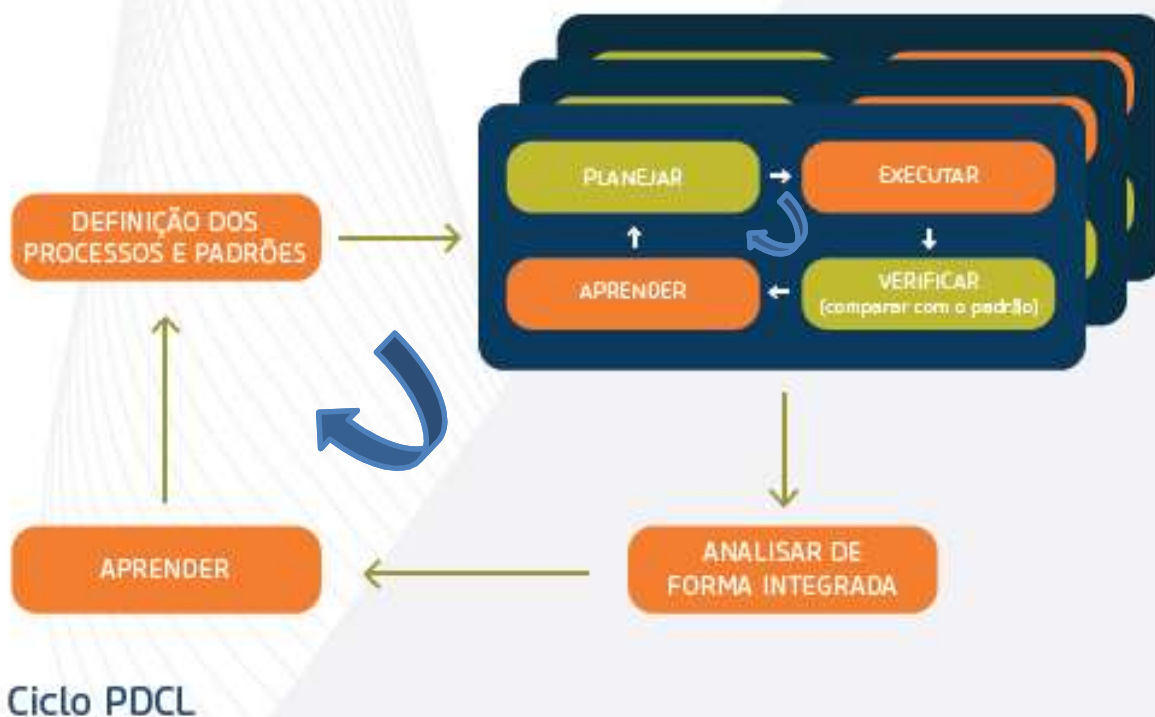 DEFINIÇÃO DOS
PROCESSOS E PADRÕES
PLANEJAR
EXECUTAR
APRENDER
VERIFICAR
(comparar com o padrão)
ANALISAR DE
FORMA INTEGRADA
APRENDER
Ciclo PDCL